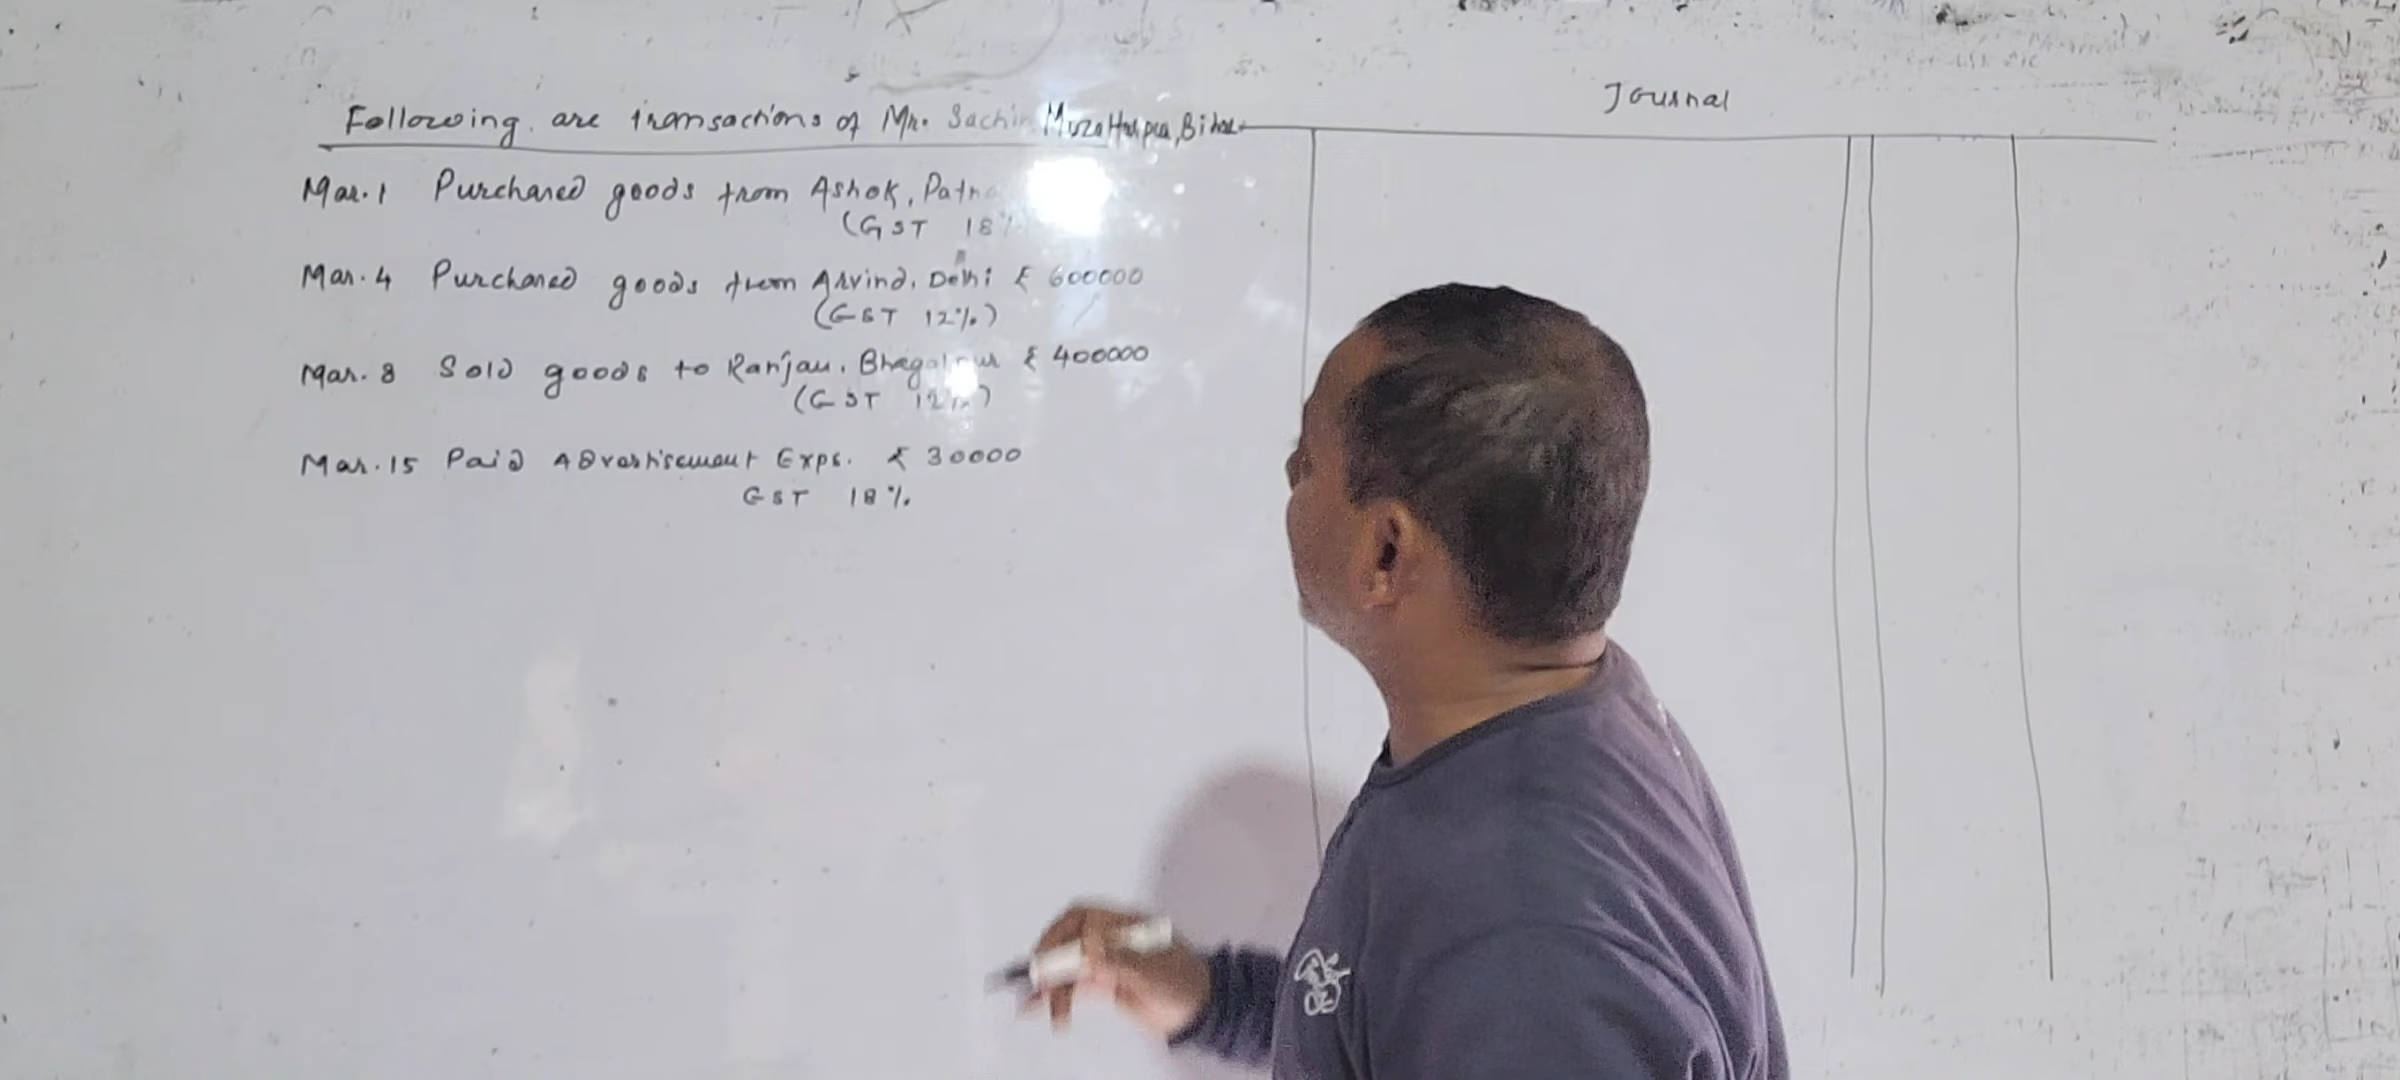 Following are transactions of Mr. Sachin Muzaffarpur, Bihar
Journal
Mar. 1 Purchased goods from Ashok, Patna
(GST 18%
Mar. 4 Purchased goods from Arvind, Delhi ₹ 600000
(GST 12%)
Mar. 8 Sold goods to Ranjan, Bhagalpur ₹ 400000
(GST 12%)
Mar. 15 Paid Advertisement Exps. ₹ 30000
GST 18%